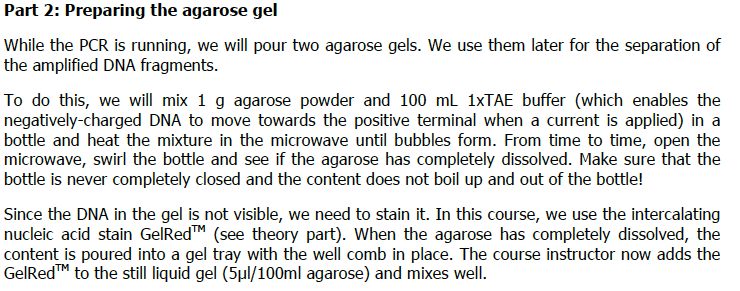 Part 2: Preparing the agarose gel
While the PCR is running, we will pour two agarose gels. We use them later for the separation of
the amplified DNA fragments.
To do this, we will mix 1 g agarose powder and 100 mL 1xTAE buffer (which enables the
negatively-charged DNA to move towards the positive terminal when a current is applied) in a
bottle and heat the mixture in the microwave until bubbles form. From time to time, open the
microwave, swirl the bottle and see if the agarose has completely dissolved. Make sure that the
bottle is never completely closed and the content does not boil up and out of the bottle!
Since the DNA in the gel is not visible, we need to stain it. In this course, we use the intercalating
nucleic acid stain GelRed™ (see theory part). When the agarose has completely dissolved, the
content is poured into a gel tray with the well comb in place. The course instructor now adds the
GelRed™ to the still liquid gel (5µl/100ml agarose) and mixes well.